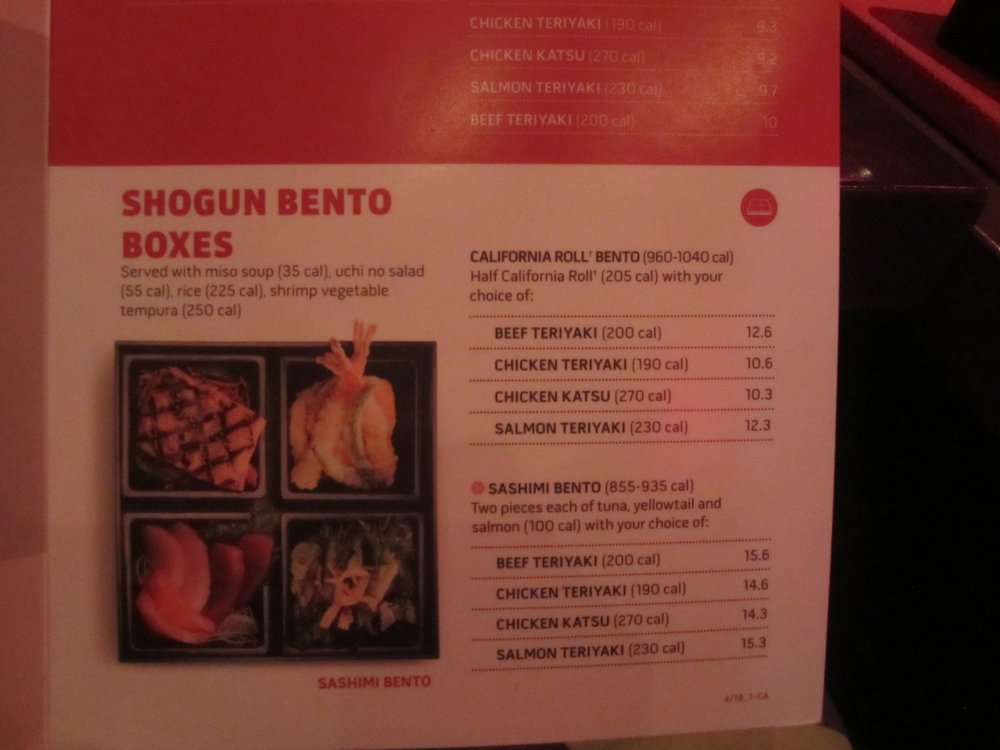 CHICKEN TERIYAKI (190 cal) 9.3
CHICKEN KATSU (270 cal) 9.2
SALMON TERIYAKI (230 cal) 9.7
BEEF TERIYAKI (200 cal) 10
SHOGUN BENTO
BOXES
Served with miso soup (35 cal), uchi no salad
(55 cal), rice (225 cal), shrimp vegetable
tempura (250 cal)
SASHIMI BENTO
CALIFORNIA ROLL† BENTO (960-1040 cal)
Half California Roll† (205 cal) with your
choice of:
BEEF TERIYAKI (200 cal) 12.6
CHICKEN TERIYAKI (190 cal) 10.6
CHICKEN KATSU (270 cal) 10.3
SALMON TERIYAKI (230 cal) 12.3
SASHIMI BENTO (855-935 cal)
Two pieces each of tuna, yellowtail and
salmon (100 cal) with your choice of:
BEEF TERIYAKI (200 cal) 15.6
CHICKEN TERIYAKI (190 cal) 14.6
CHICKEN KATSU (270 cal) 14.3
SALMON TERIYAKI (230 cal) 15.3
4/18_1-CA